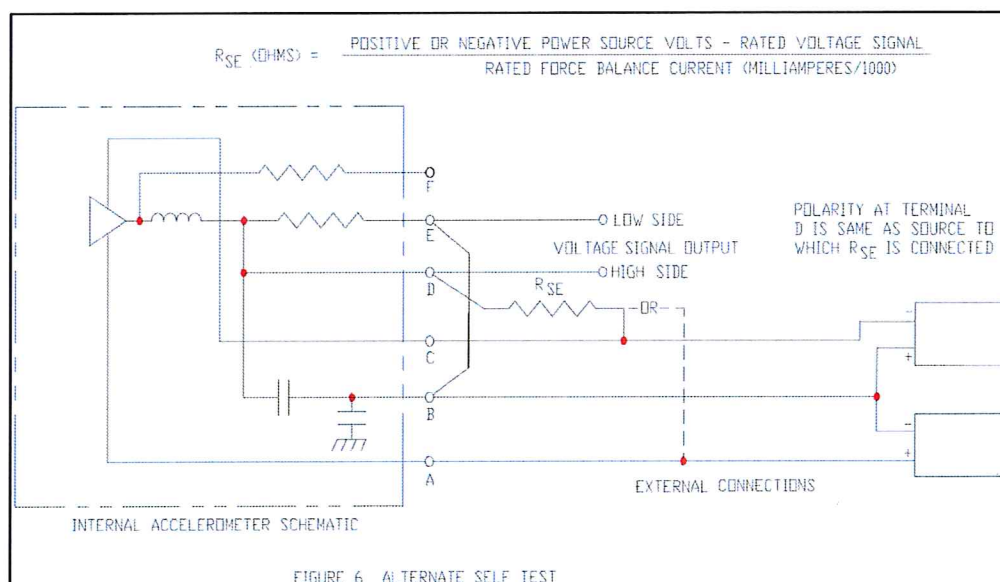 R_SE (OHMS) = POSITIVE OR NEGATIVE POWER SOURCE VOLTS - RATED VOLTAGE SIGNAL
RATED FORCE BALANCE CURRENT (MILLIAMPERES/1000)
F
E
LOW SIDE
POLARITY AT TERMINAL
D IS SAME AS SOURCE TO
WHICH R_SE IS CONNECTED
VOLTAGE SIGNAL OUTPUT
D
HIGH SIDE
R_SE
-OR-
-
C
+
B
-
+
A
EXTERNAL CONNECTIONS
INTERNAL ACCELEROMETER SCHEMATIC
FIGURE 6 ALTERNATE SELF TEST